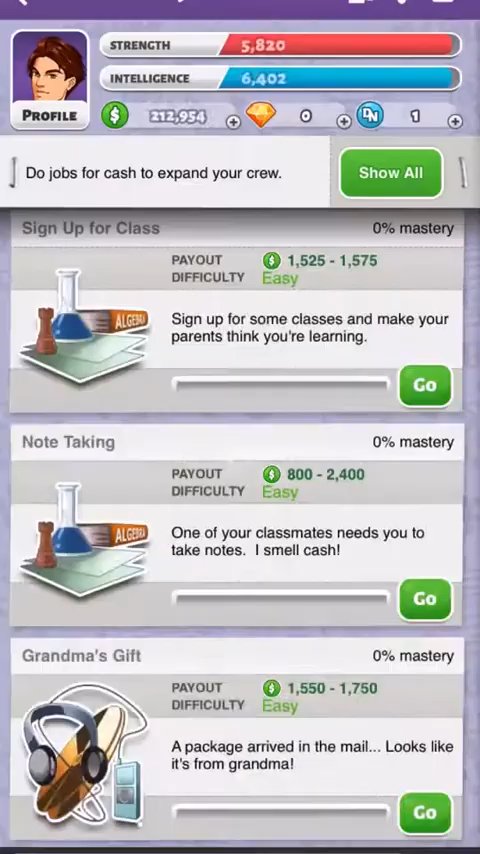 STRENGTH 5,820
INTELLIGENCE 6,402
PROFILE
$ 212,954 + 0 + DN 1 +
Do jobs for cash to expand your crew.
Show All
Sign Up for Class 0% mastery
PAYOUT $ 1,525 - 1,575
DIFFICULTY Easy
ALGEBRA
Sign up for some classes and make your
parents think you're learning.
Go
Note Taking 0% mastery
PAYOUT $ 800 - 2,400
DIFFICULTY Easy
ALGEBRA
One of your classmates needs you to
take notes. I smell cash!
Go
Grandma's Gift 0% mastery
PAYOUT $ 1,550 - 1,750
DIFFICULTY Easy
A package arrived in the mail... Looks like
it's from grandma!
Go